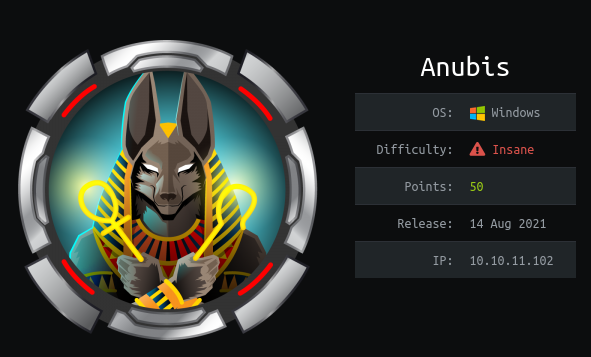 Anubis
OS: Windows
Difficulty: Insane
Points: 50
Release: 14 Aug 2021
IP: 10.10.11.102